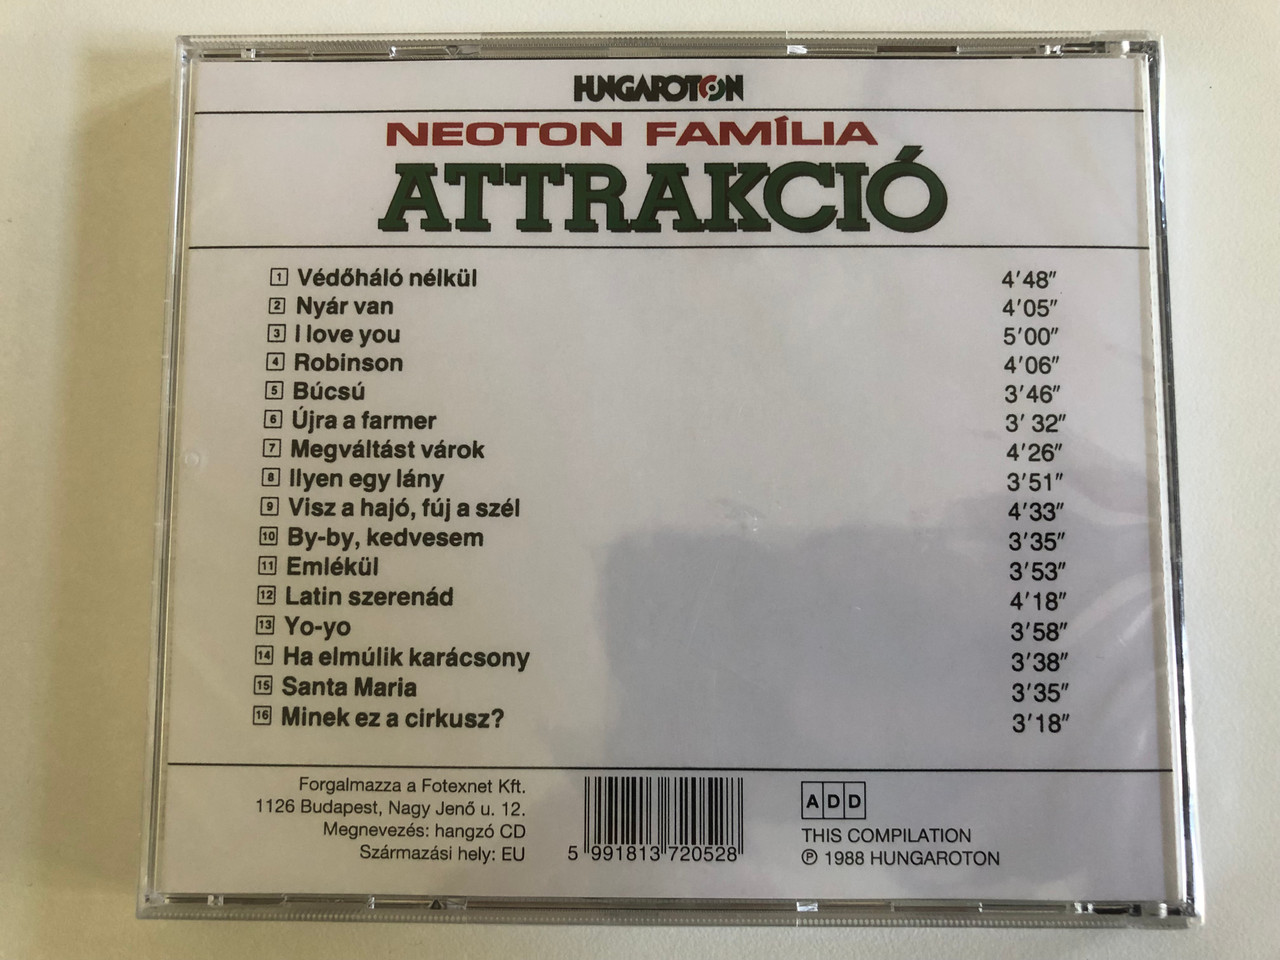 HUNGAROTON
NEOTON FAMÍLIA
ATTRAKCIÓ
1 Védőháló nélkül 4'48"
2 Nyár van 4'05"
3 I love you 5'00"
4 Robinson 4'06"
5 Búcsú 3'46"
6 Újra a farmer 3' 32"
7 Megváltást várok 4'26"
8 Ilyen egy lány 3'51"
9 Visz a hajó, fúj a szél 4'33"
10 By-by, kedvesem 3'35"
11 Emlékül 3'53"
12 Latin szerenád 4'18"
13 Yo-yo 3'58"
14 Ha elmúlik karácsony 3'38"
15 Santa Maria 3'35"
16 Minek ez a cirkusz? 3'18"
Forgalmazza a Fotexnet Kft.
1126 Budapest, Nagy Jenő u. 12.
Megnevezés: hangzó CD
Származási hely: EU
5 991813 720528
ADD
THIS COMPILATION
℗ 1988 HUNGAROTON